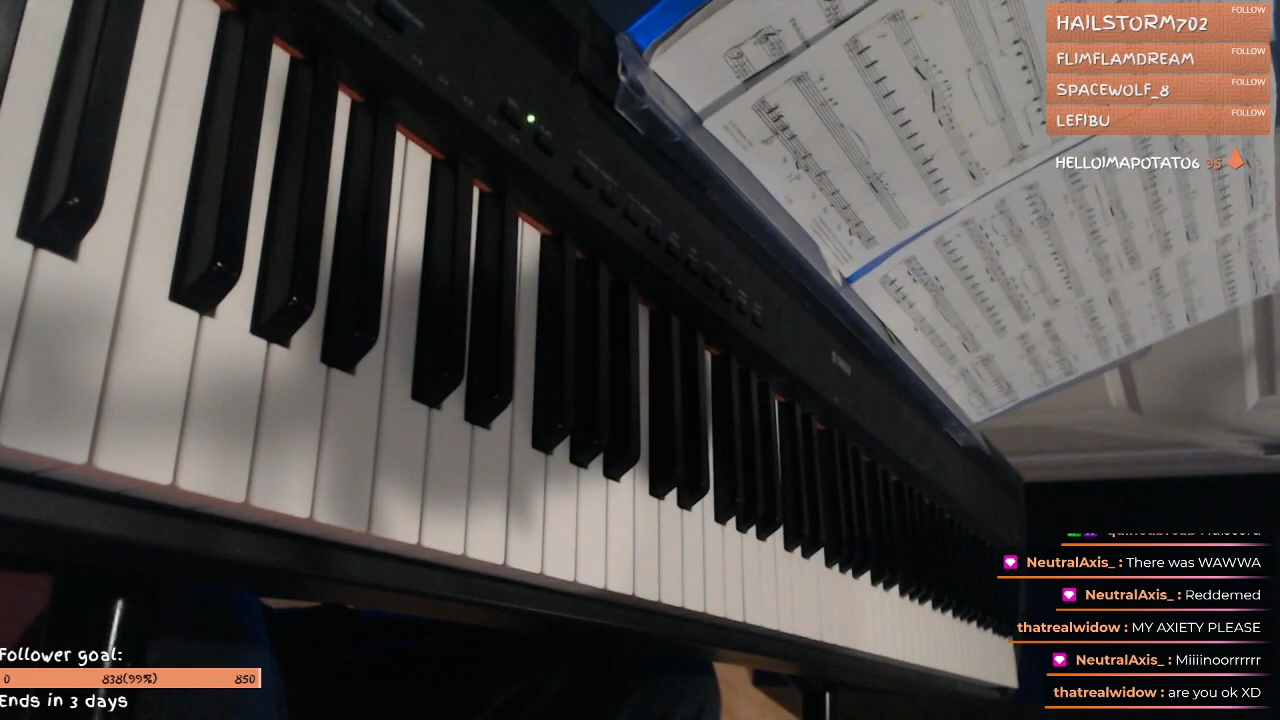 HAILSTORM702 FOLLOW
FLIMFLAMDREAM FOLLOW
SPACEWOLF_8 FOLLOW
LEFIBU FOLLOW
HELLOIMAPOTATO6 95
NeutralAxis_ : There was WAWWA
NeutralAxis_ : Reddemed
thatrealwidow : MY AXIETY PLEASE
NeutralAxis_ : Miiiinoorrrrrr
thatrealwidow : are you ok XD
Follower goal:
0 838(99%) 850
Ends in 3 days